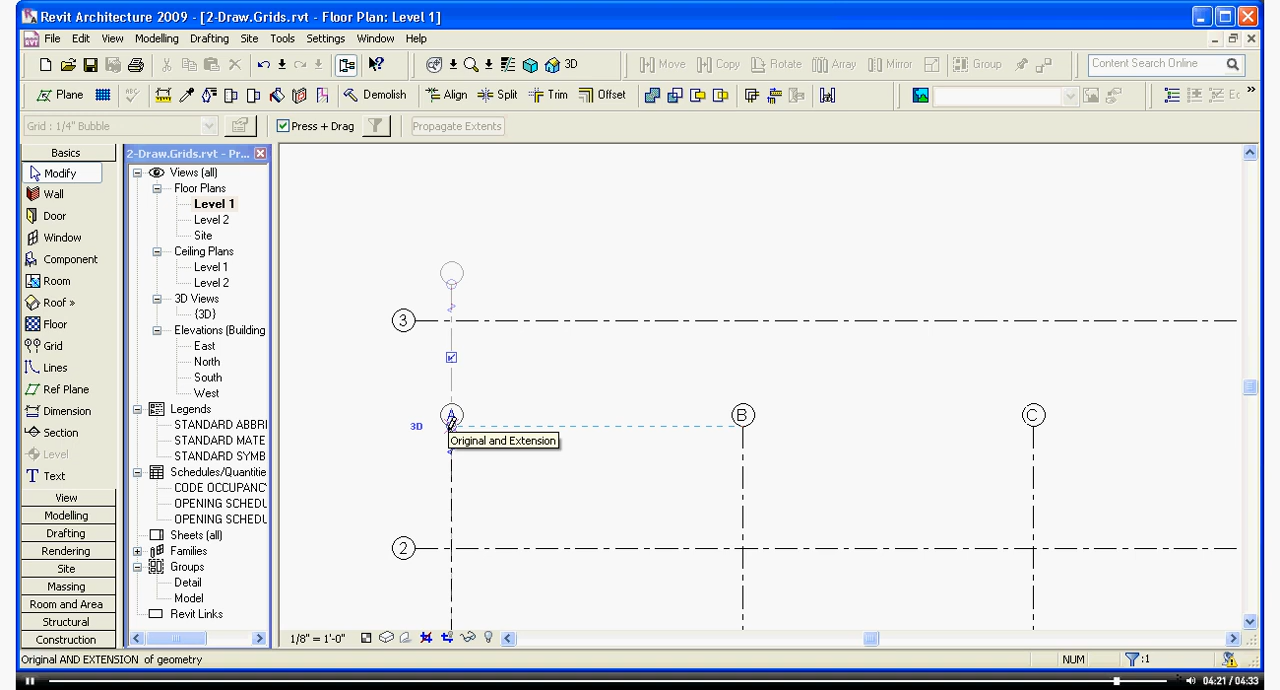 Revit Architecture 2009 - [2-Draw.Grids.rvt - Floor Plan: Level 1]
File Edit View Modelling Drafting Site Tools Settings Window Help
3D Move Copy Rotate Array Mirror Group Content Search Online
Plane Demolish Align Split Trim Offset Ec
Grid : 1/4" Bubble Press + Drag Propagate Extents
Basics
Modify
Wall
Door
Window
Component
Room
Roof »
Floor
Grid
Lines
Ref Plane
Dimension
Section
Level
Text
View
Modelling
Drafting
Rendering
Site
Massing
Room and Area
Structural
Construction
2-Draw.Grids.rvt - Pr...
Views (all)
Floor Plans
Level 1
Level 2
Site
Ceiling Plans
Level 1
Level 2
3D Views
{3D}
Elevations (Building
East
North
South
West
Legends
STANDARD ABBRI
STANDARD MATE
STANDARD SYMB
Schedules/Quantitie
CODE OCCUPANC
OPENING SCHEDU
OPENING SCHEDU
Sheets (all)
Families
Groups
Detail
Model
Revit Links
3
A
B
C
3D
Original and Extension
2
1/8" = 1'-0"
Original AND EXTENSION of geometry
NUM
:1
04:21 / 04:33